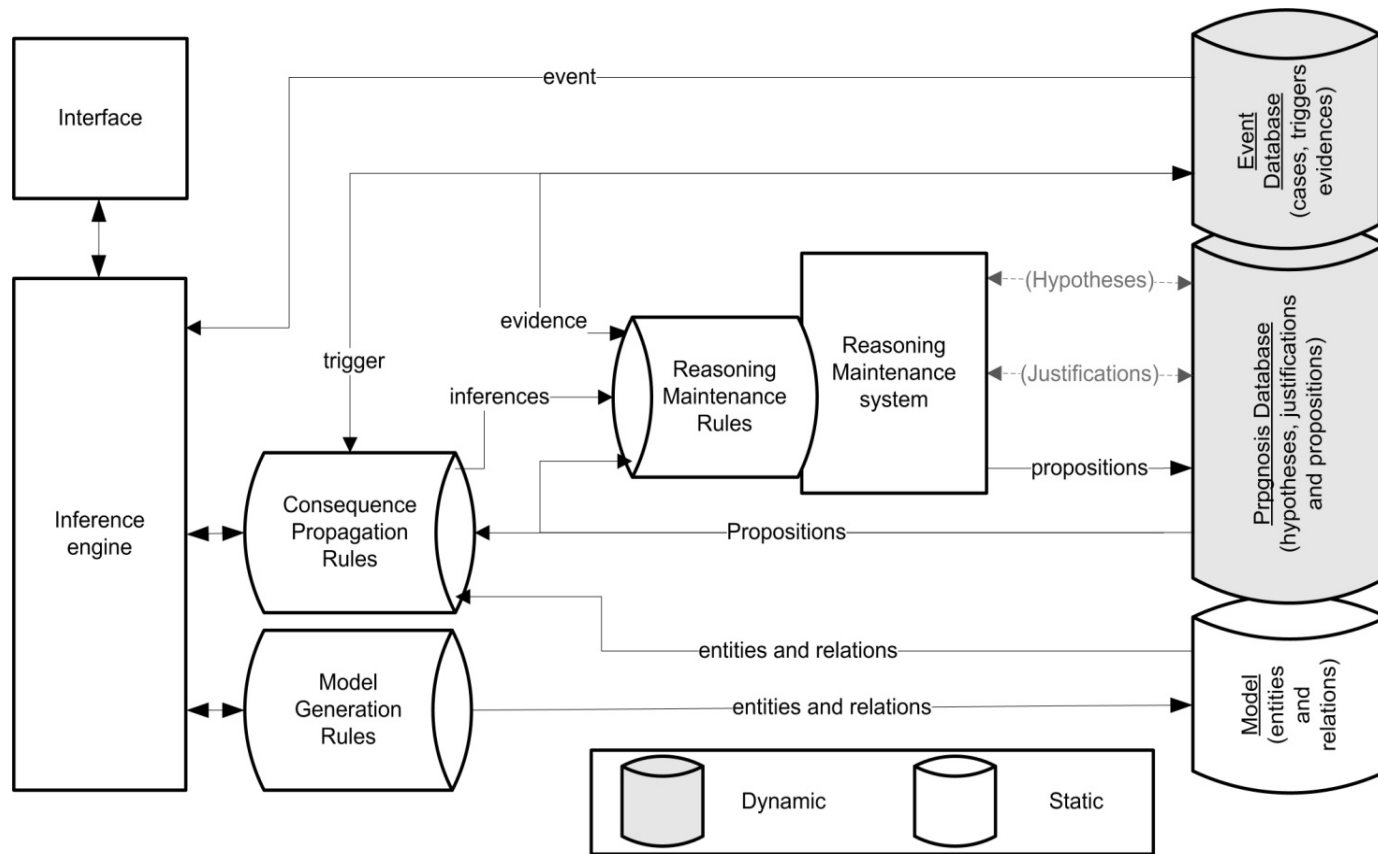 Interface
event
Event
Database
(cases, triggers
evidences)
(Hypotheses)
evidence
trigger
Reasoning
Maintenance
Rules
Reasoning
Maintenance
system
(Justifications)
inferences
propositions
Prpgnosis Database
(hypotheses, justifications
and propositions)
Inference
engine
Consequence
Propagation
Rules
Propositions
entities and relations
Model
Generation
Rules
entities and relations
Model
(entities
and
relations)
Dynamic
Static